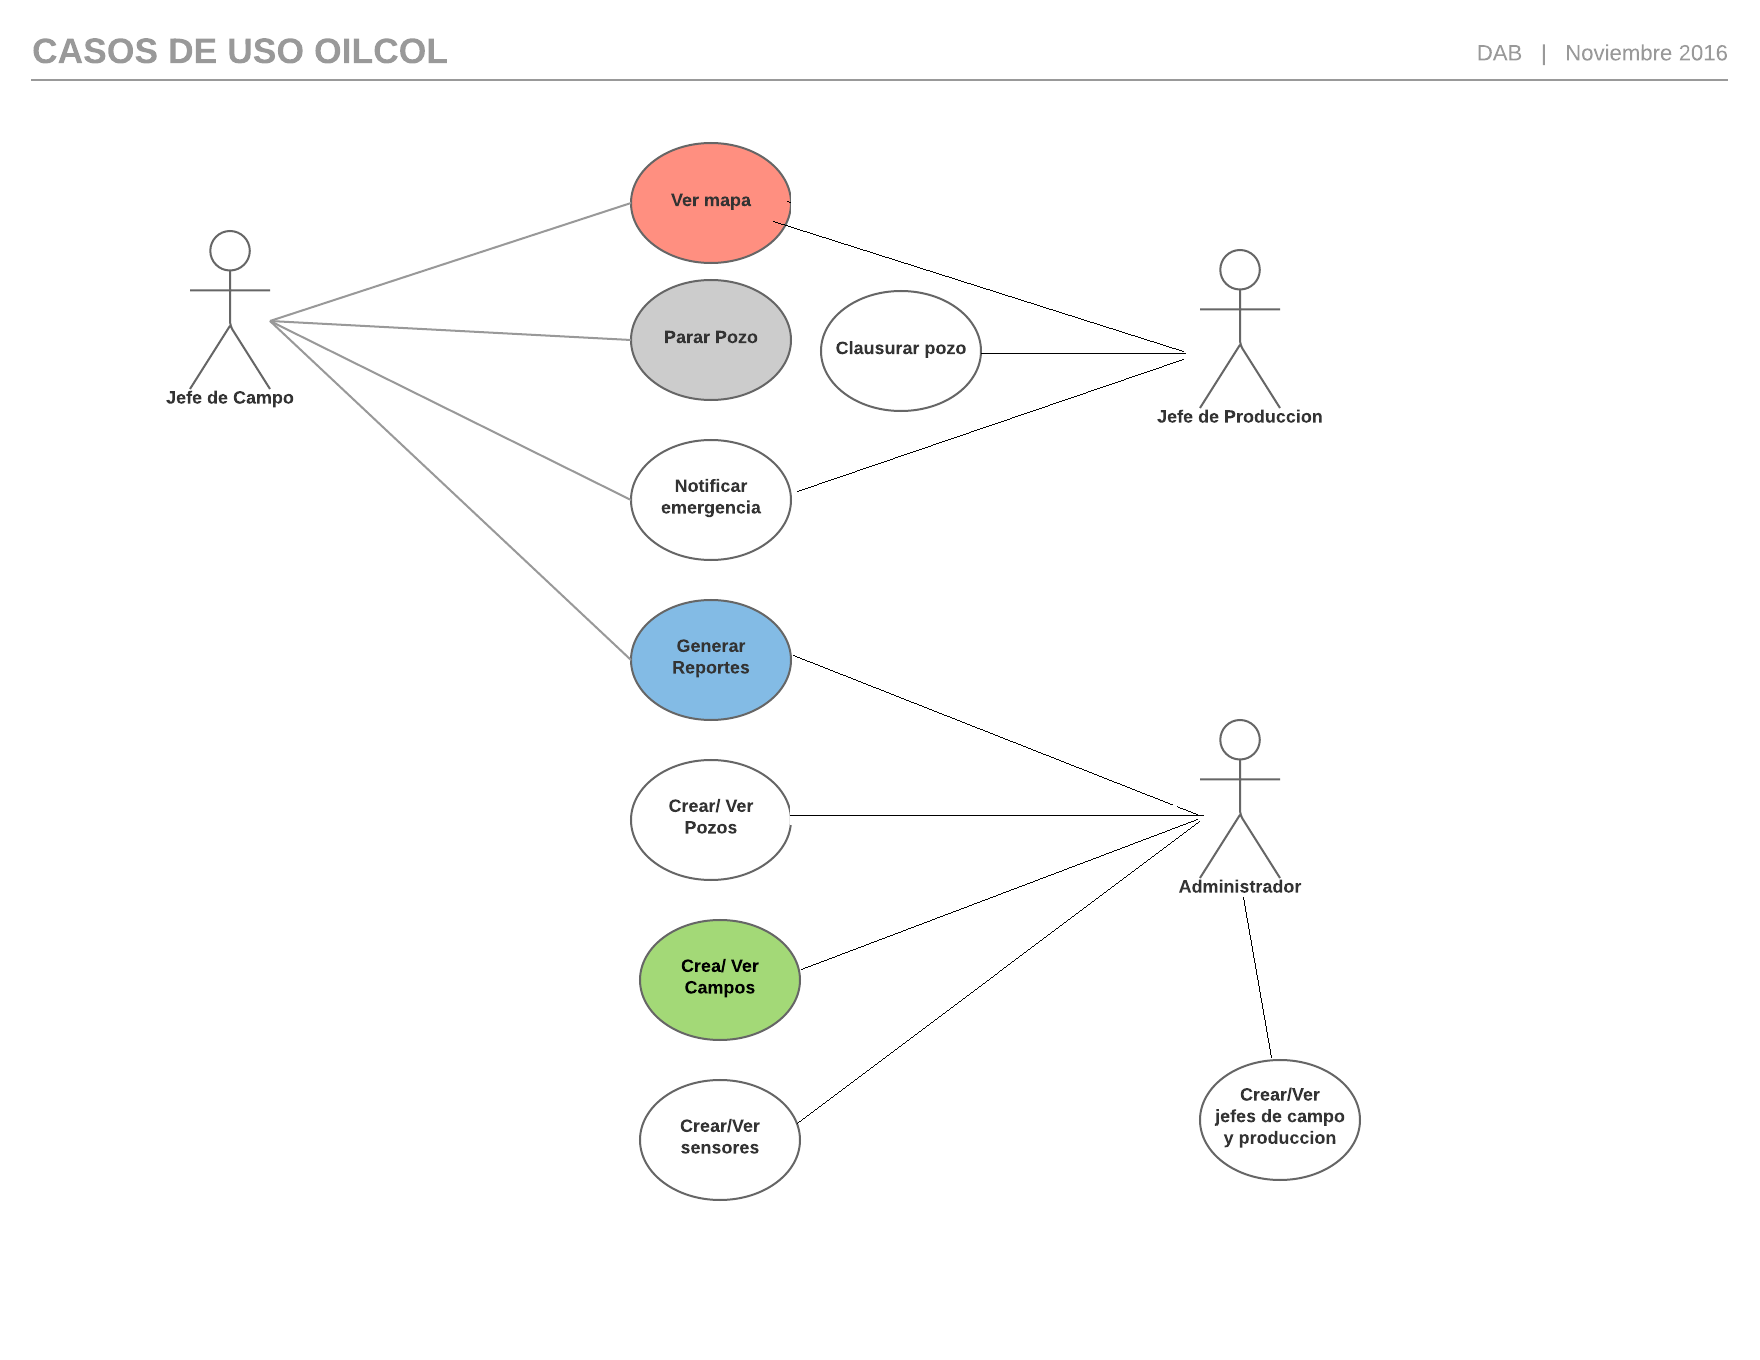 CASOS DE USO OILCOL
DAB | Noviembre 2016
Ver mapa
Parar Pozo
Clausurar pozo
Jefe de Campo
Jefe de Produccion
Notificar
emergencia
Generar
Reportes
Crear/ Ver
Pozos
Administrador
Crea/ Ver
Campos
Crear/Ver
sensores
Crear/Ver
jefes de campo
y produccion